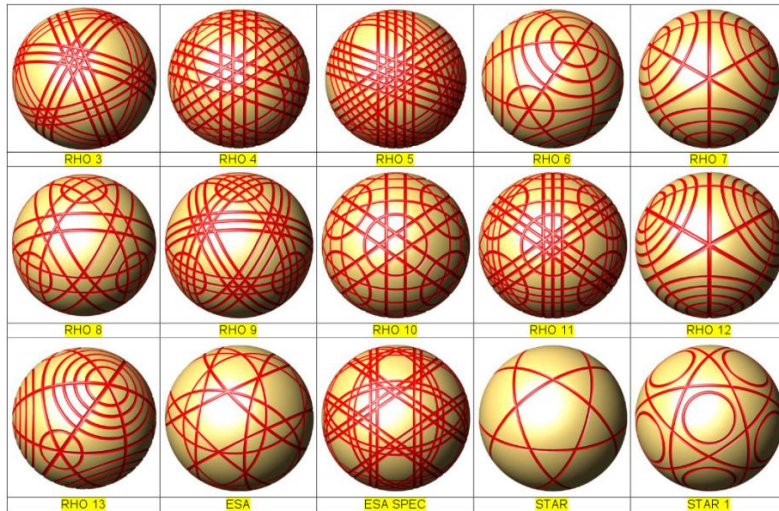 RHO 3 RHO 4 RHO 5 RHO 6 RHO 7
RHO 8 RHO 9 RHO 10 RHO 11 RHO 12
RHO 13 ESA ESA SPEC STAR STAR 1